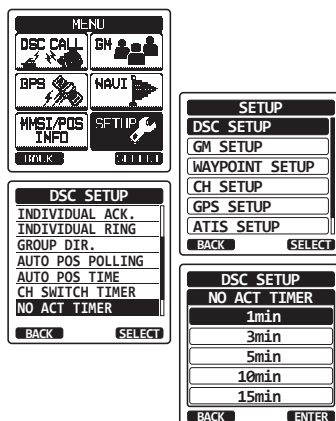 MENU
DSC CALL
GM
GPS
NAVI
MMSI/POS
INFO
SETUP
BACK
SELECT
SETUP
DSC SETUP
GM SETUP
WAYPOINT SETUP
CH SETUP
GPS SETUP
ATIS SETUP
BACK
SELECT
DSC SETUP
INDIVIDUAL ACK.
INDIVIDUAL RING
GROUP DIR.
AUTO POS POLLING
AUTO POS TIME
CH SWITCH TIMER
NO ACT TIMER
BACK
SELECT
DSC SETUP
NO ACT TIMER
1min
3min
5min
10min
15min
BACK
ENTER